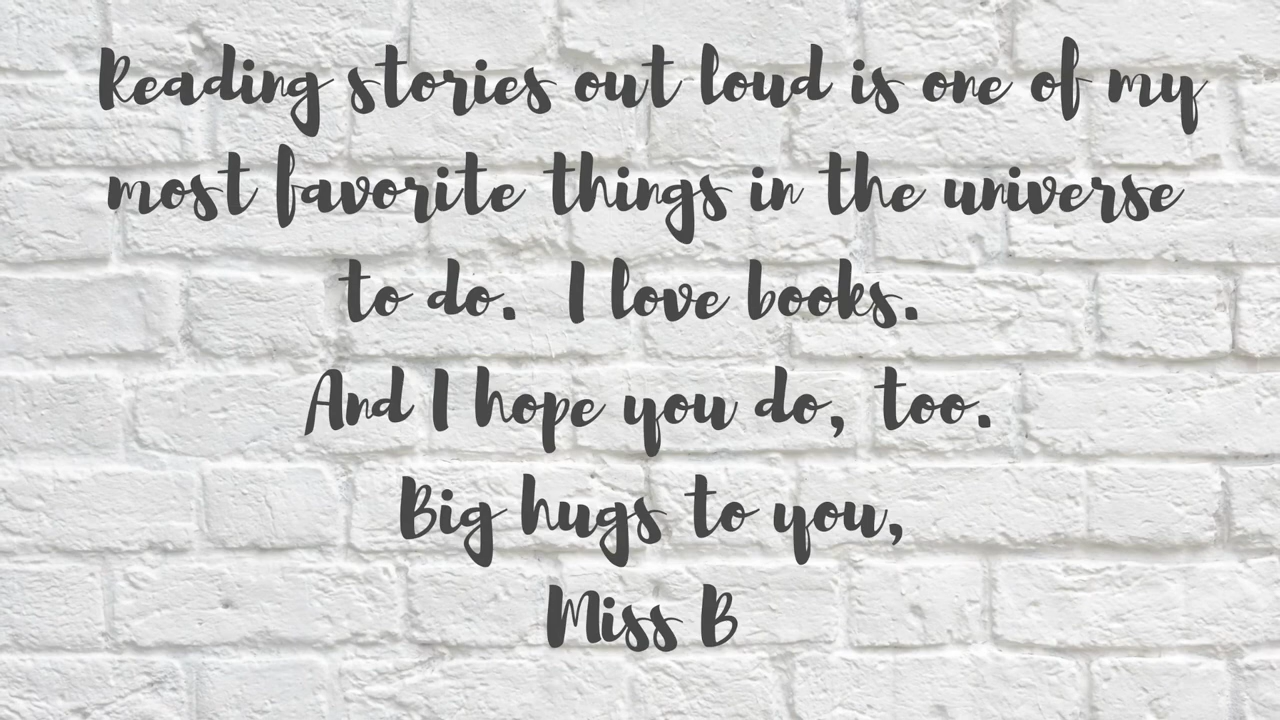 Reading stories out loud is one of my
most favorite things in the universe
to do. I love books.
And I hope you do, too.
Big hugs to you,
Miss B